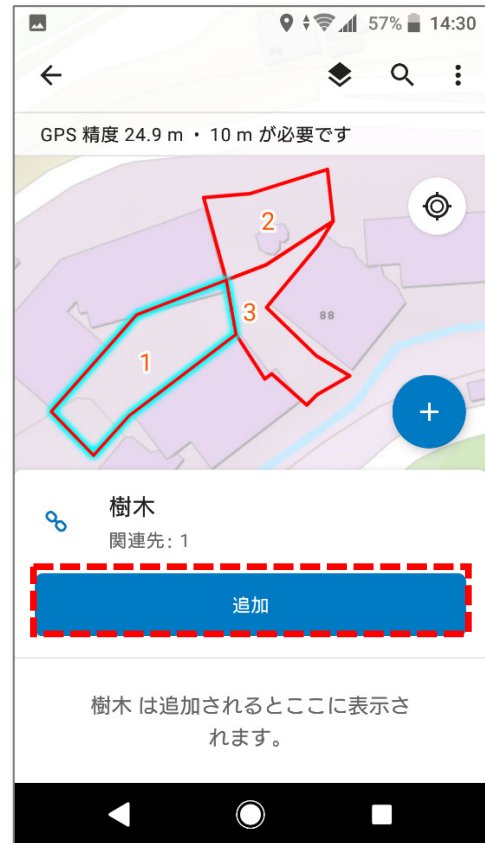 57% 14:30
GPS 精度 24.9 m ・ 10 m が必要です
2
3
88
1
樹木
関連先: 1
追加
樹木 は追加されるとここに表示さ
れます。